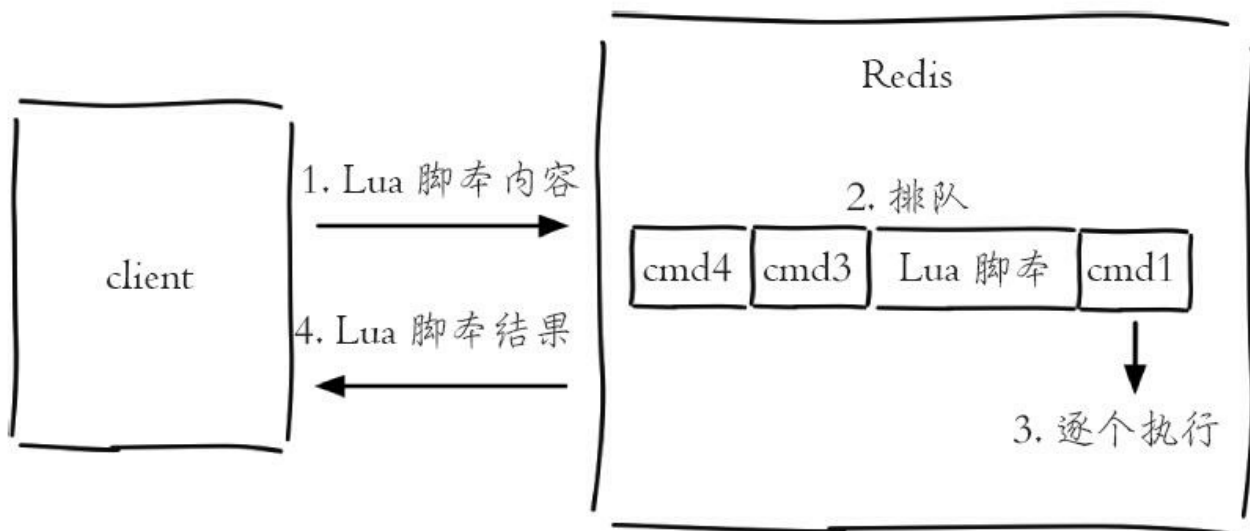 Redis
1. Lua 脚本内容
2. 排队
client
cmd4
cmd3
Lua 脚本
cmd1
4. Lua 脚本结果
3. 逐个执行